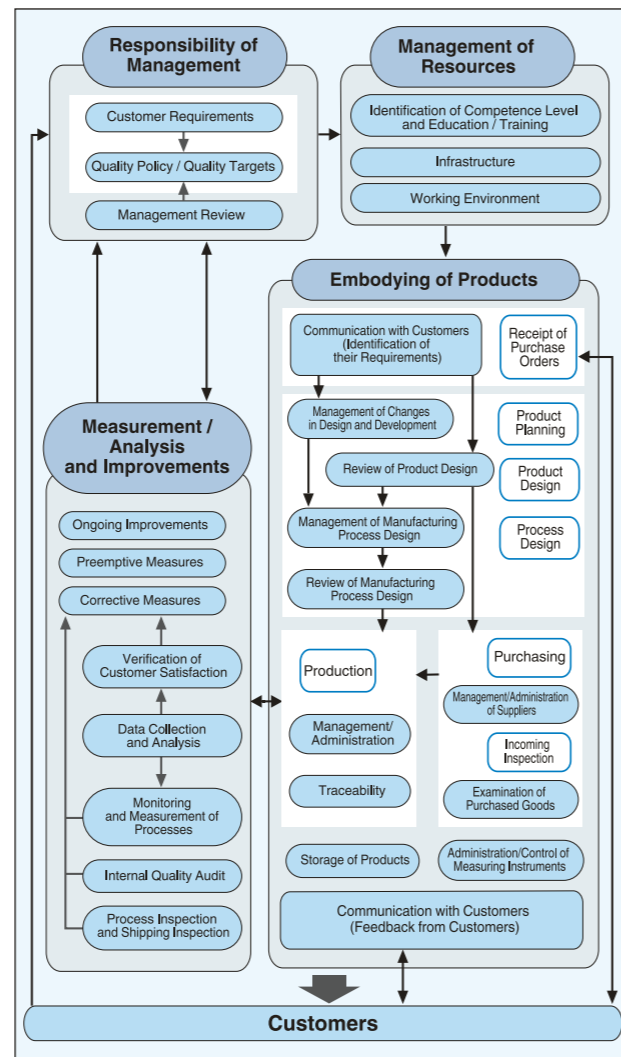 Responsibility of
Management
Customer Requirements
Quality Policy / Quality Targets
Management Review
Management of
Resources
Identification of Competence Level
and Education / Training
Infrastructure
Working Environment
Embodying of Products
Communication with Customers
(Identification of
their Requirements)
Receipt of
Purchase
Orders
Management of Changes
in Design and Development
Product
Planning
Review of Product Design
Product
Design
Management of Manufacturing
Process Design
Process
Design
Review of Manufacturing
Process Design
Production
Management/
Administration
Traceability
Purchasing
Management/Administration
of Suppliers
Incoming
Inspection
Examination of
Purchased Goods
Storage of Products
Administration/Control of
Measuring Instruments
Communication with Customers
(Feedback from Customers)
Measurement /
Analysis
and Improvements
Ongoing Improvements
Preemptive Measures
Corrective Measures
Verification of
Customer Satisfaction
Data Collection
and Analysis
Monitoring
and Measurement of
Processes
Internal Quality Audit
Process Inspection
and Shipping Inspection
Customers